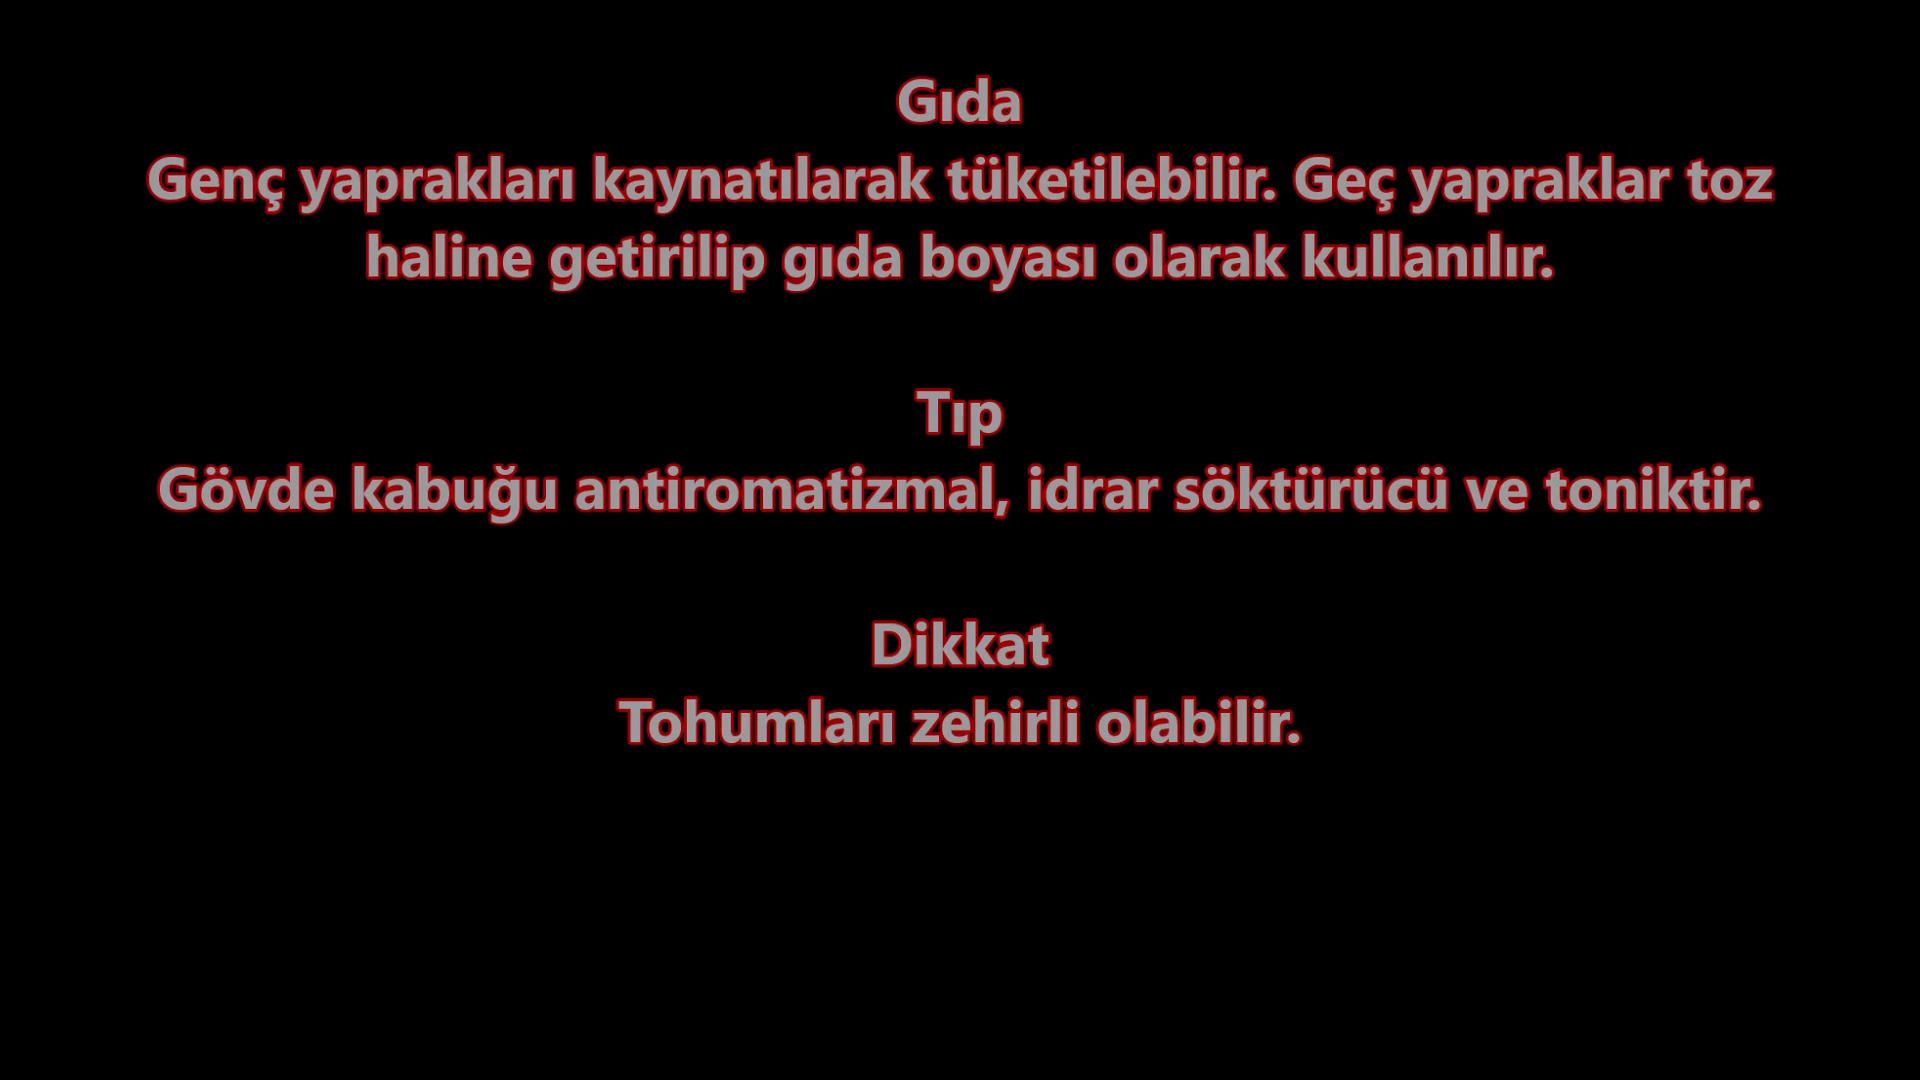 Gıda
Genç yaprakları kaynatılarak tüketilebilir. Geç yapraklar toz
haline getirilip gıda boyası olarak kullanılır.
Tıp
Gövde kabuğu antiromatizmal, idrar söktürücü ve toniktir.
Dikkat
Tohumları zehirli olabilir.